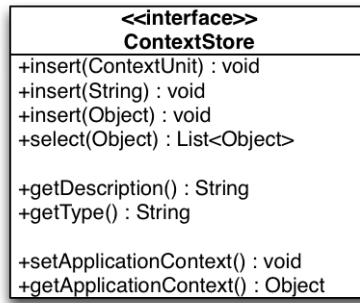 <<interface>>
ContextStore
+insert(ContextUnit) : void
+insert(String) : void
+insert(Object) : void
+select(Object) : List<Object>
+getDescription() : String
+getType() : String
+setApplicationContext() : void
+getApplicationContext() : Object